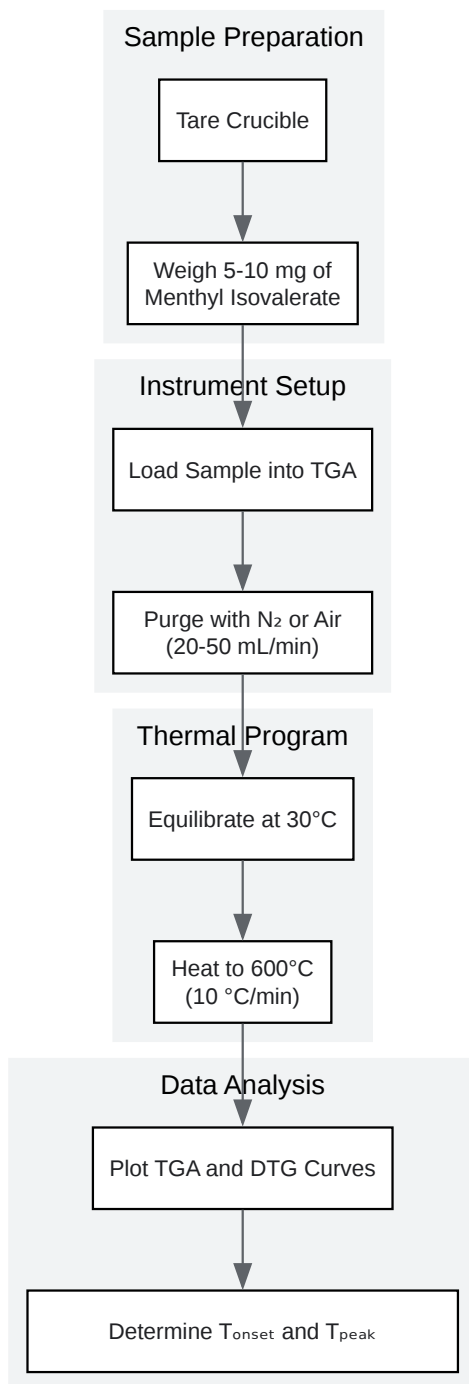 Sample Preparation
Tare Crucible
Weigh 5-10 mg of
Menthyl Isovalerate
Instrument Setup
Load Sample into TGA
Purge with N₂ or Air
(20-50 mL/min)
Thermal Program
Equilibrate at 30°C
Heat to 600°C
(10 °C/min)
Data Analysis
Plot TGA and DTG Curves
Determine Tₒₙₛₑₜ and Tₚₑₐₖ